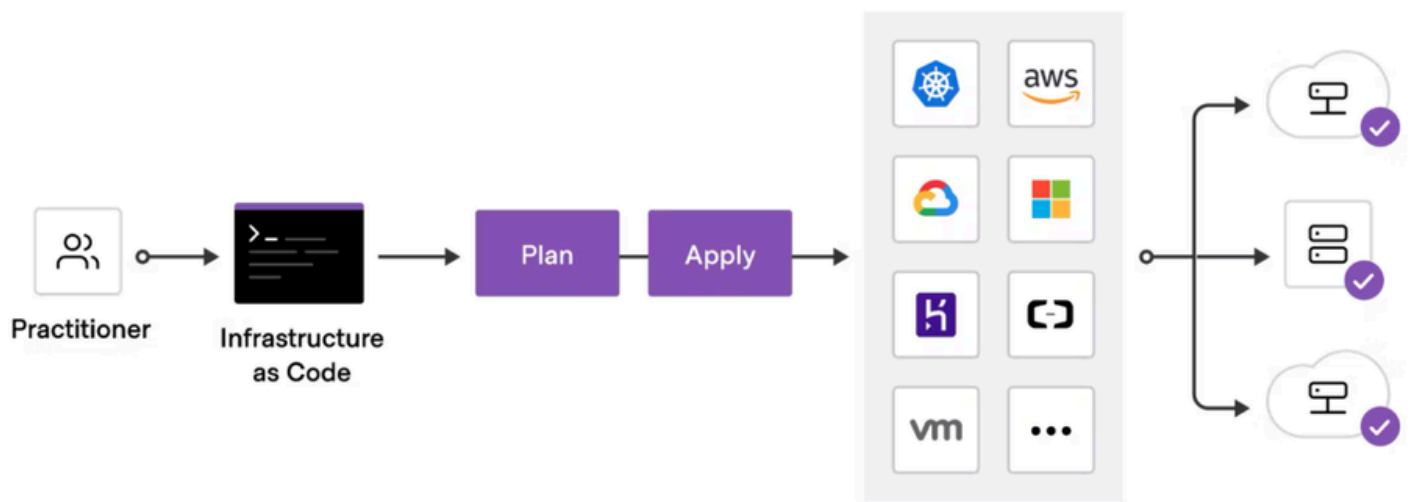 Practitioner
Infrastructure
as Code
Plan
Apply
aws
vm